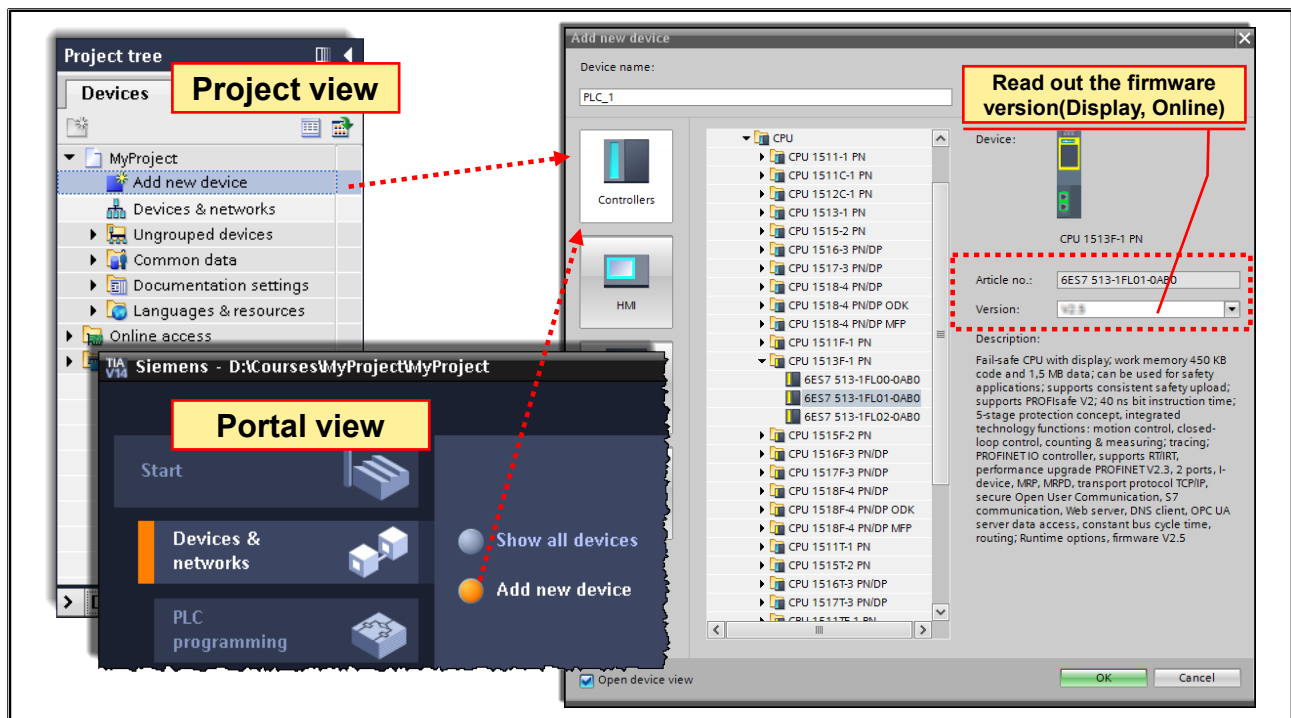 Project tree
Project view
Devices
MyProject
Add new device
Devices & networks
Ungrouped devices
Common data
Documentation settings
Languages & resources
Online access
TIA
V14
Siemens - D:\Courses\MyProject\MyProject
Portal view
Start
Devices &
networks
PLC
programming
Show all devices
Add new device
Add new device
Device name:
PLC_1
Read out the firmware
version(Display, Online)
Controllers
HMI
CPU
CPU 1511-1 PN
CPU 1511C-1 PN
CPU 1512C-1 PN
CPU 1513-1 PN
CPU 1515-2 PN
CPU 1516-3 PN/DP
CPU 1517-3 PN/DP
CPU 1518-4 PN/DP
CPU 1518-4 PN/DP ODK
CPU 1518-4 PN/DP MFP
CPU 1511F-1 PN
CPU 1513F-1 PN
6ES7 513-1FL00-0AB0
6ES7 513-1FL01-0AB0
6ES7 513-1FL02-0AB0
CPU 1515F-2 PN
CPU 1516F-3 PN/DP
CPU 1517F-3 PN/DP
CPU 1518F-4 PN/DP
CPU 1518F-4 PN/DP ODK
CPU 1518F-4 PN/DP MFP
CPU 1511T-1 PN
CPU 1515T-2 PN
CPU 1516T-3 PN/DP
CPU 1517T-3 PN/DP
CPU 1511TF-1 PN
Device:
CPU 1513F-1 PN
Article no.:
6ES7 513-1FL01-0AB0
Version:
V2.5
Description:
Fail-safe CPU with display; work memory 450 KB
code and 1,5 MB data; can be used for safety
applications; supports consistent safety upload;
supports PROFIsafe V2; 40 ns bit instruction time;
5-stage protection concept, integrated
technology functions: motion control, closed-
loop control, counting & measuring; tracing;
PROFINET IO controller, supports RT/IRT,
performance upgrade PROFINET V2.3, 2 ports, I-
device, MRP, MRPD, transport protocol TCP/IP,
secure Open User Communication, S7
communication, Web server, DNS client, OPC UA
server data access, constant bus cycle time,
routing; Runtime options, firmware V2.5
Open device view
OK
Cancel